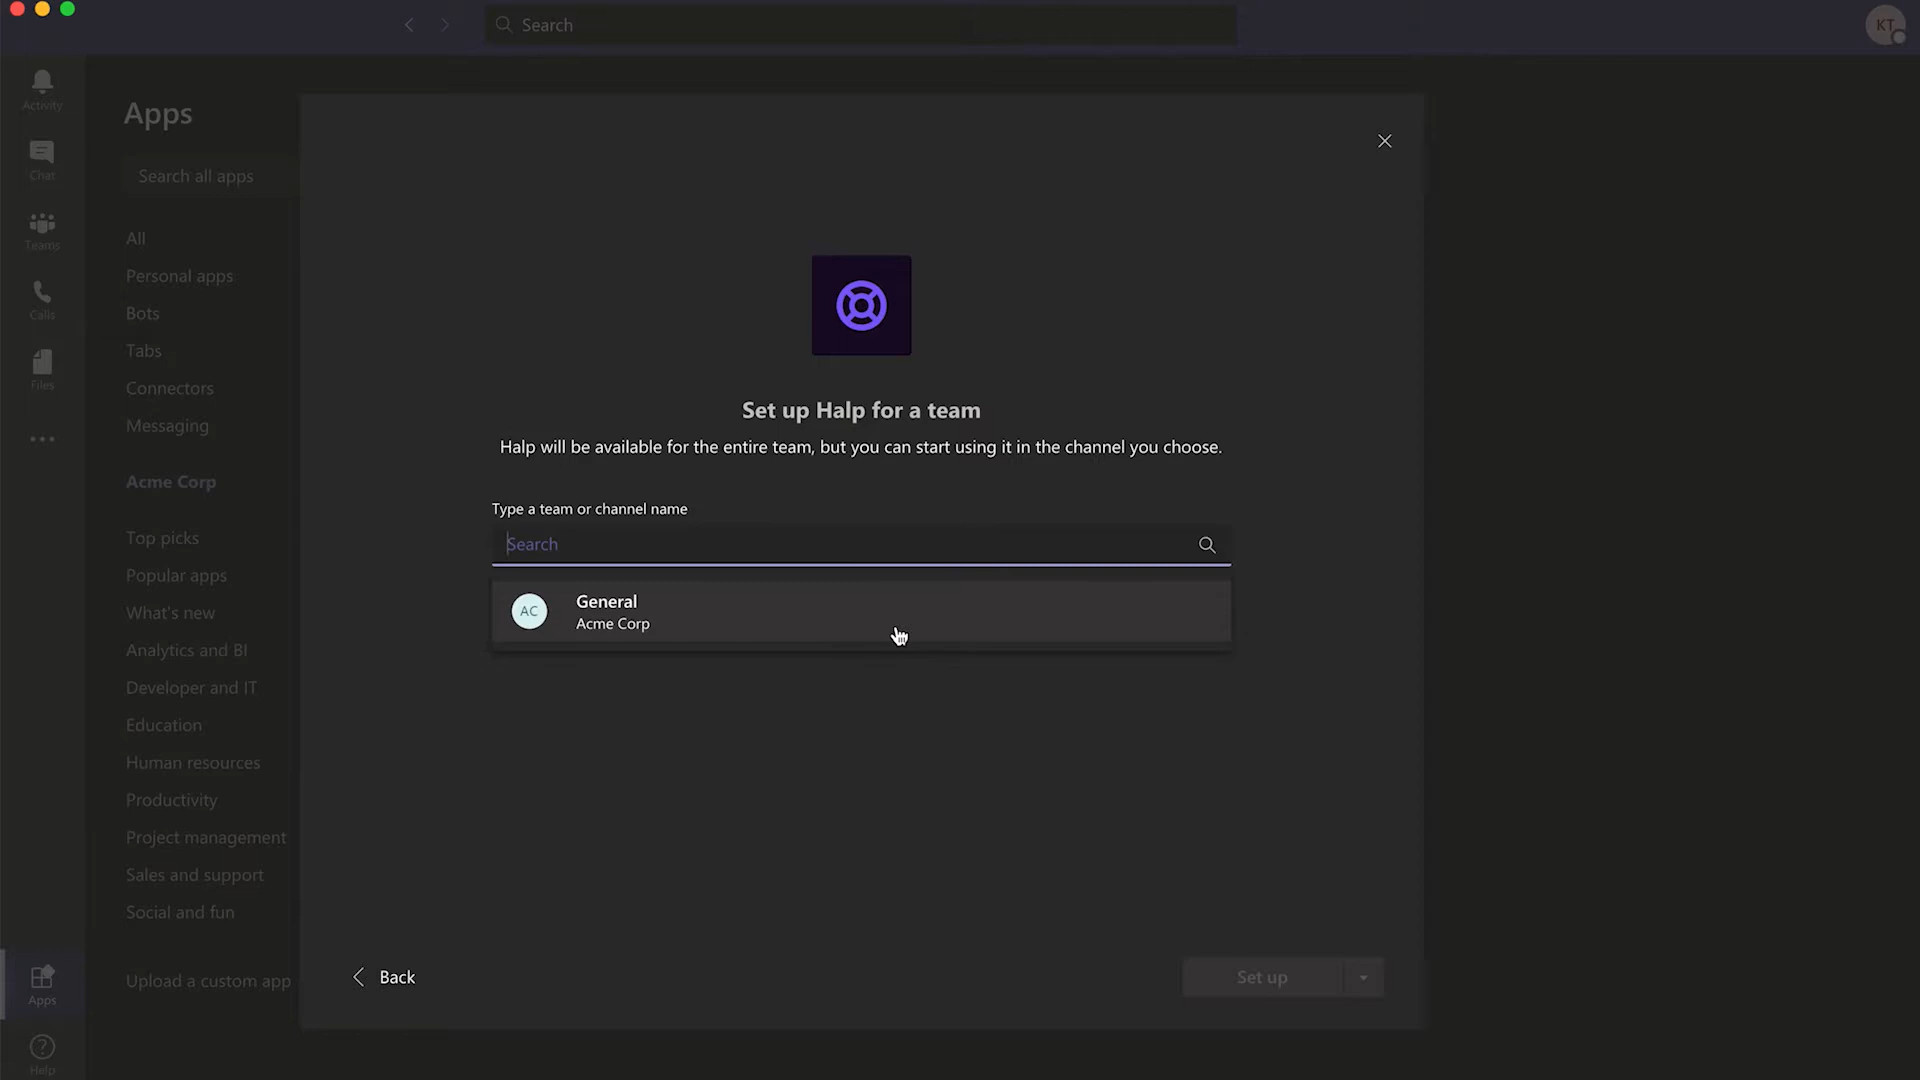 Search
KT
Activity
Chat
Teams
Calls
Files
Apps
Help
Apps
Search all apps
All
Personal apps
Bots
Tabs
Connectors
Messaging
Acme Corp
Top picks
Popular apps
What's new
Analytics and BI
Developer and IT
Education
Human resources
Productivity
Project management
Sales and support
Social and fun
Upload a custom app
Set up Halp for a team
Halp will be available for the entire team, but you can start using it in the channel you choose.
Type a team or channel name
Search
AC
General
Acme Corp
Back
Set up